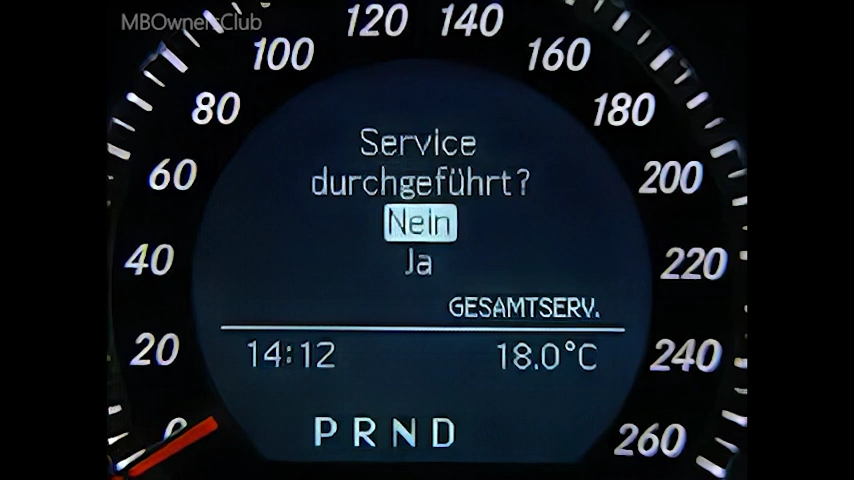 MBOwnersClub
120 140
100 160
80 180
Service
durchgeführt?
60 200
Nein
40 Ja 220
GESAMTSERV.
20 14:12 18.0°C 240
0 P R N D 260